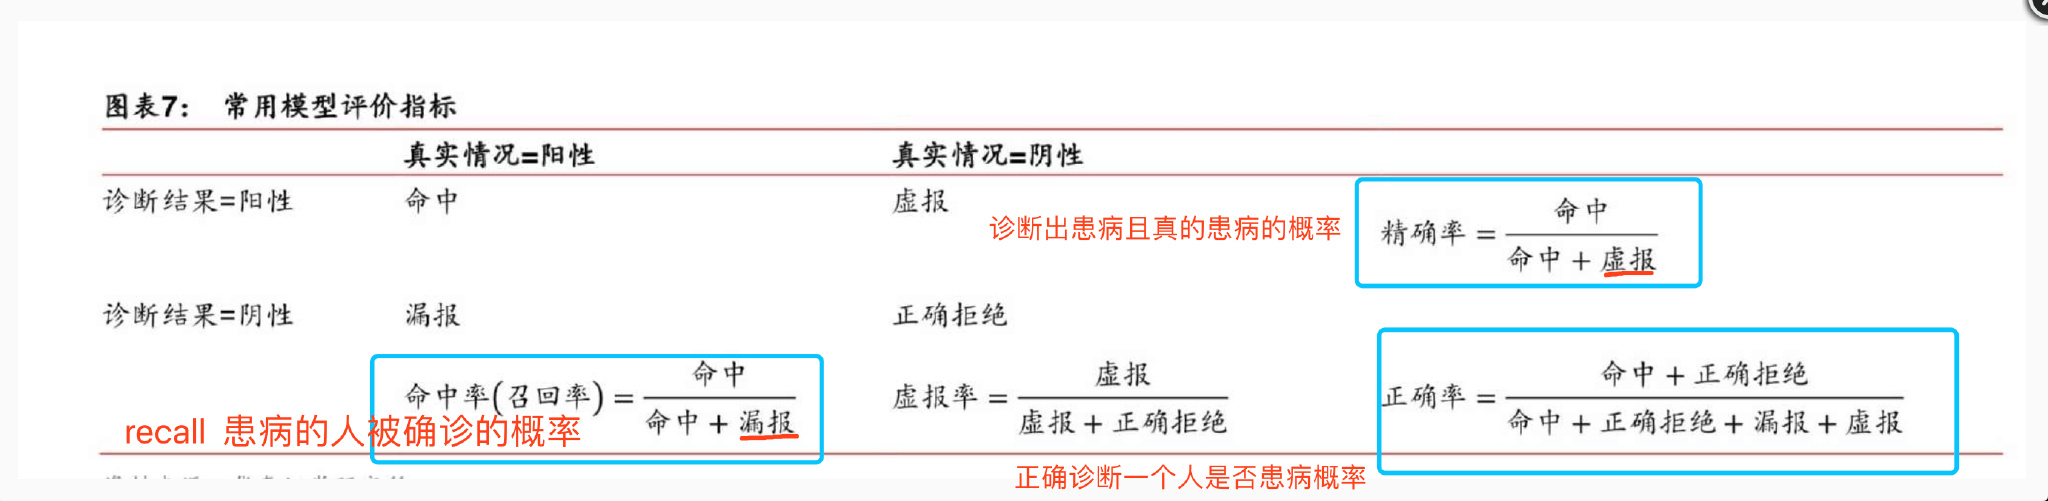 图表7： 常用模型评价指标
真实情况=阳性 真实情况=阴性
诊断结果=阳性 命中 虚报
诊断出患病且真的患病的概率
精确率 = 命中 / 命中 + 虚报
诊断结果=阴性 漏报 正确拒绝
命中率(召回率) = 命中 / 命中 + 漏报
虚报率 = 虚报 / 虚报 + 正确拒绝
正确率 = 命中 + 正确拒绝 / 命中 + 正确拒绝 + 漏报 + 虚报
recall 患病的人被确诊的概率
正确诊断一个人是否患病概率